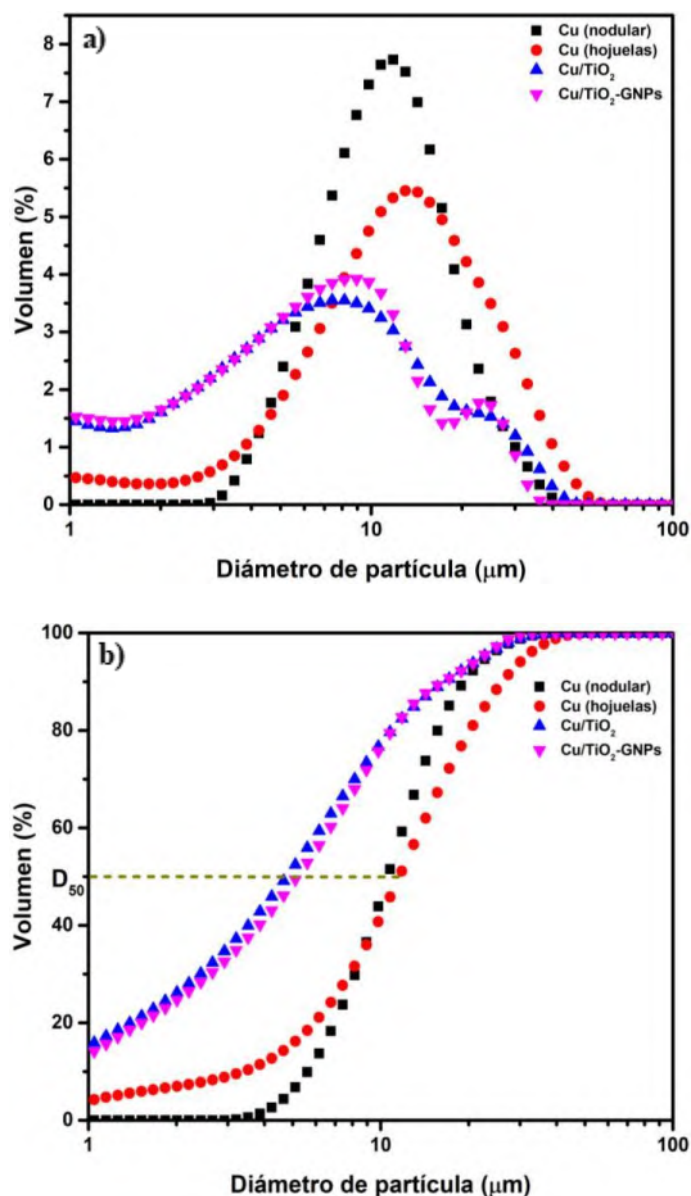 a)
Cu (nodular)
Cu (hojuelas)
Cu/TiO₂
Cu/TiO₂-GNPs
Volumen (%)
8
7
6
5
4
3
2
1
0
1
10
100
Diámetro de partícula (μm)
b)
Cu (nodular)
Cu (hojuelas)
Cu/TiO₂
Cu/TiO₂-GNPs
Volumen (%)
100
80
60
D₅₀
40
20
0
1
10
100
Diámetro de partícula (μm)